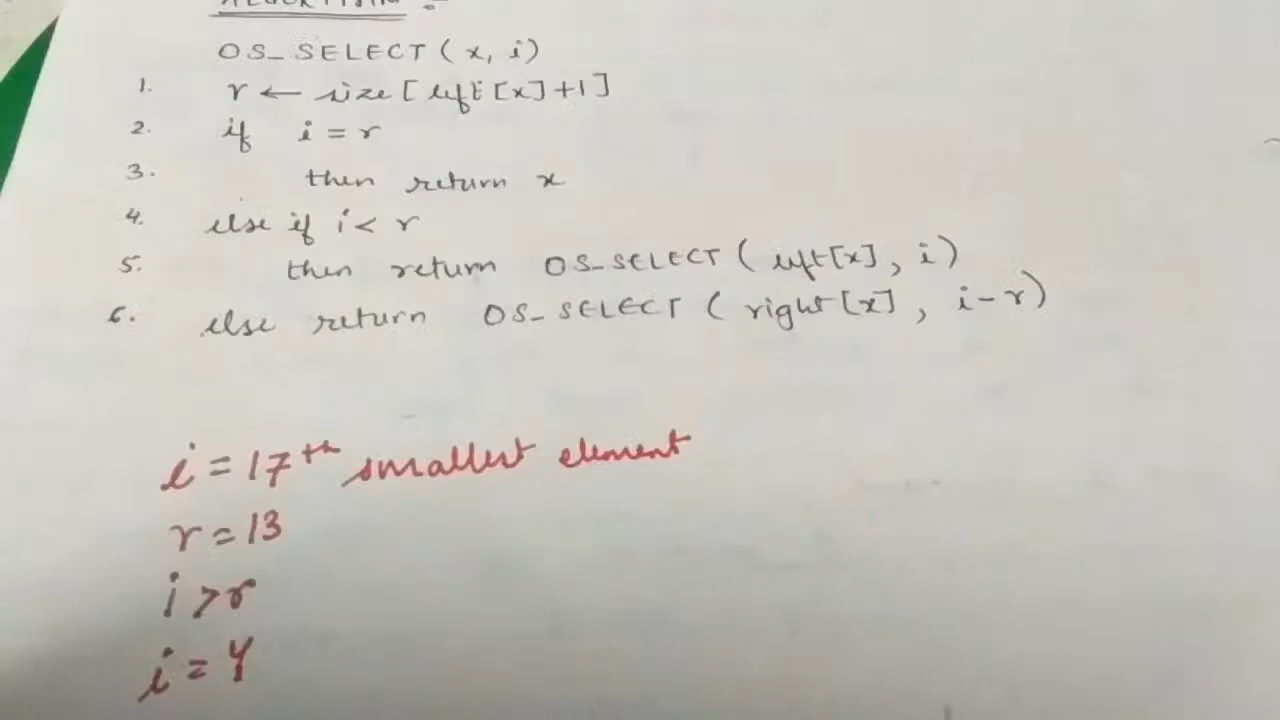 ALGORITHM :
OS_SELECT ( x, i )
1. r ← size [ left [x] +1 ]
2. if i = r
3. then return x
4. else if i < r
5. then return OS_SELECT ( left[x] , i )
6. else return OS_SELECT ( right [x] , i - r )
i = 17th smallest element
r = 13
i > r
i = 4